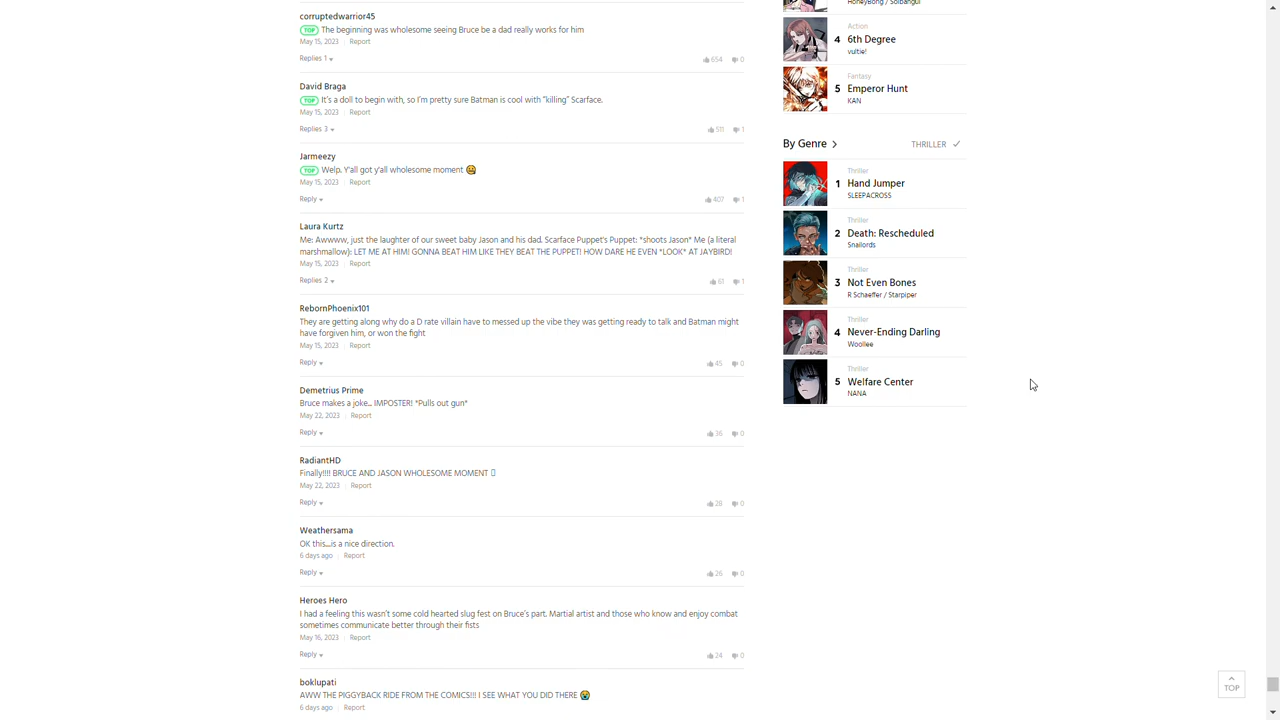 corruptedwarrior45
TOP The beginning was wholesome seeing Bruce be a dad really works for him
May 15, 2023 | Report
Replies 1
654 0
David Braga
TOP It's a doll to begin with, so I'm pretty sure Batman is cool with "killing" Scarface.
May 15, 2023 | Report
Replies 3
511 1
Jarmeezy
TOP Welp. Y'all got y'all wholesome moment
May 15, 2023 | Report
Reply
407 1
Laura Kurtz
Me: Awwww, just the laughter of our sweet baby Jason and his dad. Scarface Puppet's Puppet: *shoots Jason* Me (a literal
marshmallow): LET ME AT HIM! GONNA BEAT HIM LIKE THEY BEAT THE PUPPET! HOW DARE HE EVEN *LOOK* AT JAYBIRD!
May 15, 2023 | Report
Replies 2
61 1
RebornPhoenix101
They are getting along why do a D rate villain have to messed up the vibe they was getting ready to talk and Batman might
have forgiven him, or won the fight
May 15, 2023 | Report
Reply
45 0
Demetrius Prime
Bruce makes a joke... IMPOSTER! *Pulls out gun*
May 22, 2023 | Report
Reply
36 0
RadiantHD
Finally!!!! BRUCE AND JASON WHOLESOME MOMENT
May 22, 2023 | Report
Reply
28 0
Weathersama
OK this....is a nice direction.
6 days ago | Report
Reply
26 0
Heroes Hero
I had a feeling this wasn't some cold hearted slug fest on Bruce's part. Martial artist and those who know and enjoy combat
sometimes communicate better through their fists
May 16, 2023 | Report
Reply
24 0
boklupati
AWW THE PIGGYBACK RIDE FROM THE COMICS!!! I SEE WHAT YOU DID THERE
6 days ago | Report
HoneyBong / Solbangul
Action
4 6th Degree
vultie!
Fantasy
5 Emperor Hunt
KAN
By Genre
THRILLER
Thriller
1 Hand Jumper
SLEEPACROSS
Thriller
2 Death: Rescheduled
Snailords
Thriller
3 Not Even Bones
R Schaeffer / Starpiper
Thriller
4 Never-Ending Darling
Woollee
Thriller
5 Welfare Center
NANA
TOP